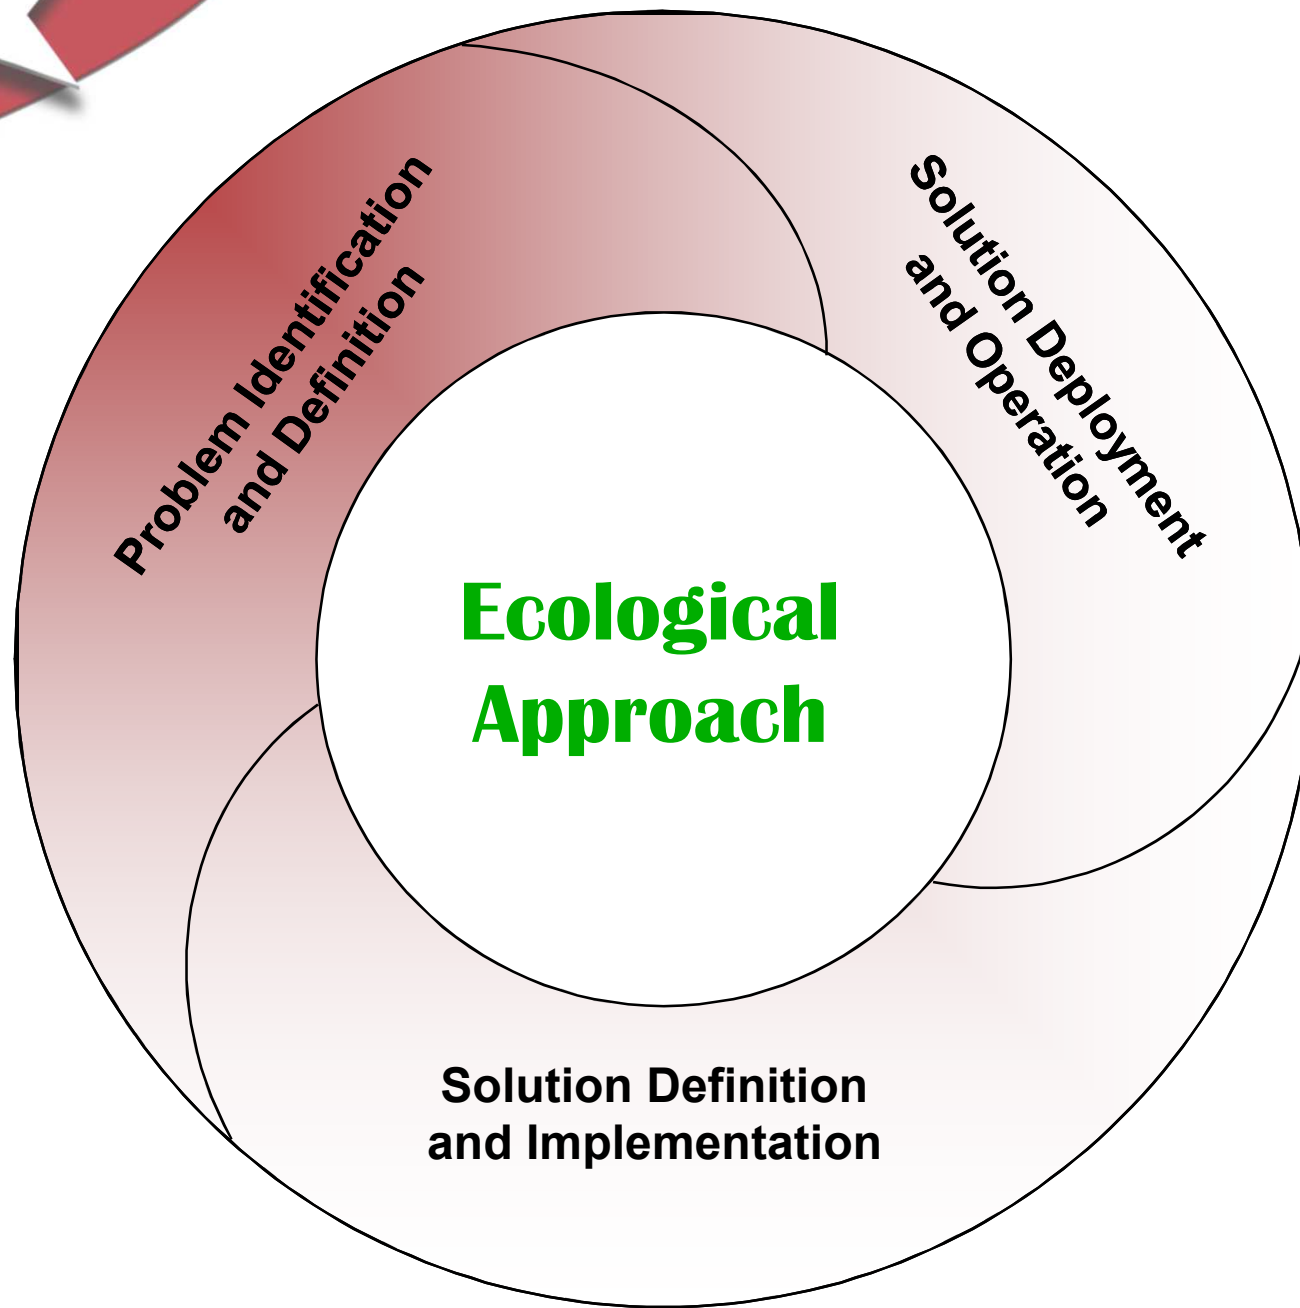 Problem Identification
and Definition
Solution Deployment
and Operation
Ecological
Approach
Solution Definition
and Implementation